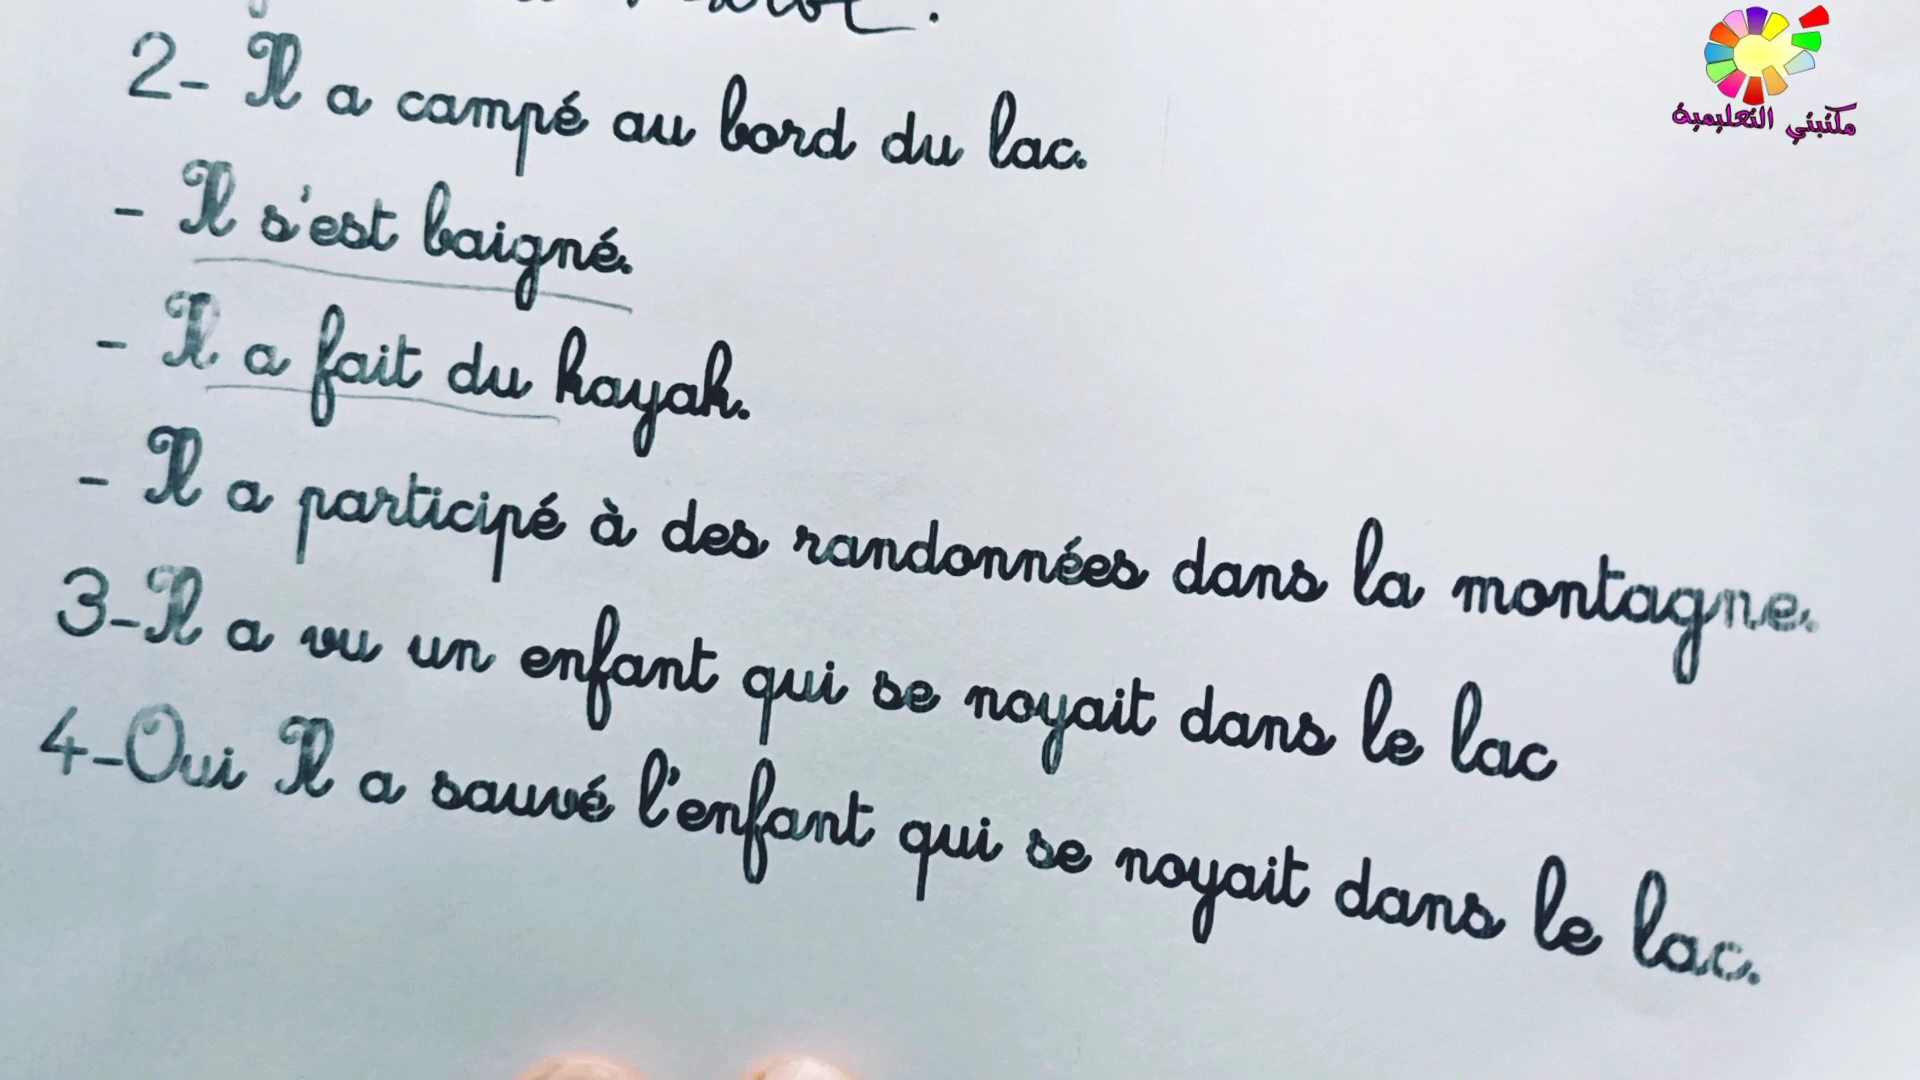 2- Il a campé au bord du lac.
- Il s'est baigné.
- Il a fait du kayak.
- Il a participé à des randonnées dans la montagne.
3-Il a vu un enfant qui se noyait dans le lac
4-Oui Il a sauvé l'enfant qui se noyait dans le lac.
مكتبتي التعليمية